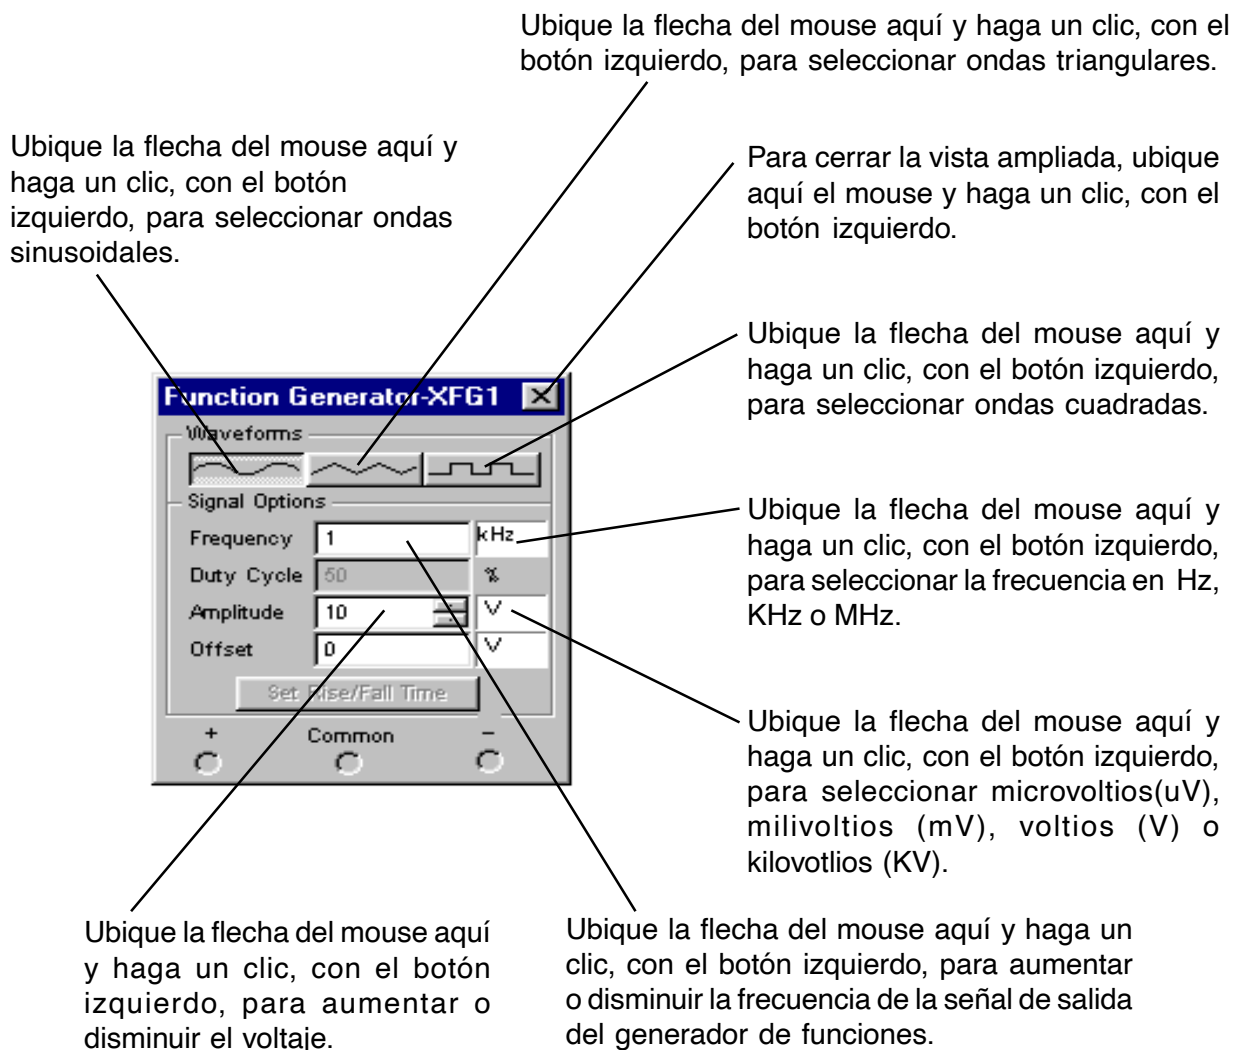 Ubique la flecha del mouse aquí y haga un clic, con el
botón izquierdo, para seleccionar ondas triangulares.
Ubique la flecha del mouse aquí y
haga un clic, con el botón
izquierdo, para seleccionar ondas
sinusoidales.
Para cerrar la vista ampliada, ubique
aquí el mouse y haga un clic, con el
botón izquierdo.
Ubique la flecha del mouse aquí y
haga un clic, con el botón izquierdo,
para seleccionar ondas cuadradas.
Function Generator-XFG1
Waveforms
Signal Options
Frequency 1 kHz
Duty Cycle 50 %
Amplitude 10 V
Offset 0 V
Set Rise/Fall Time
+ Common −
Ubique la flecha del mouse aquí y
haga un clic, con el botón izquierdo,
para seleccionar la frecuencia en Hz,
KHz o MHz.
Ubique la flecha del mouse aquí y
haga un clic, con el botón izquierdo,
para seleccionar microvoltios(uV),
milivoltios (mV), voltios (V) o
kilovotlios (KV).
Ubique la flecha del mouse aquí
y haga un clic, con el botón
izquierdo, para aumentar o
disminuir el voltaje.
Ubique la flecha del mouse aquí y haga un
clic, con el botón izquierdo, para aumentar
o disminuir la frecuencia de la señal de salida
del generador de funciones.